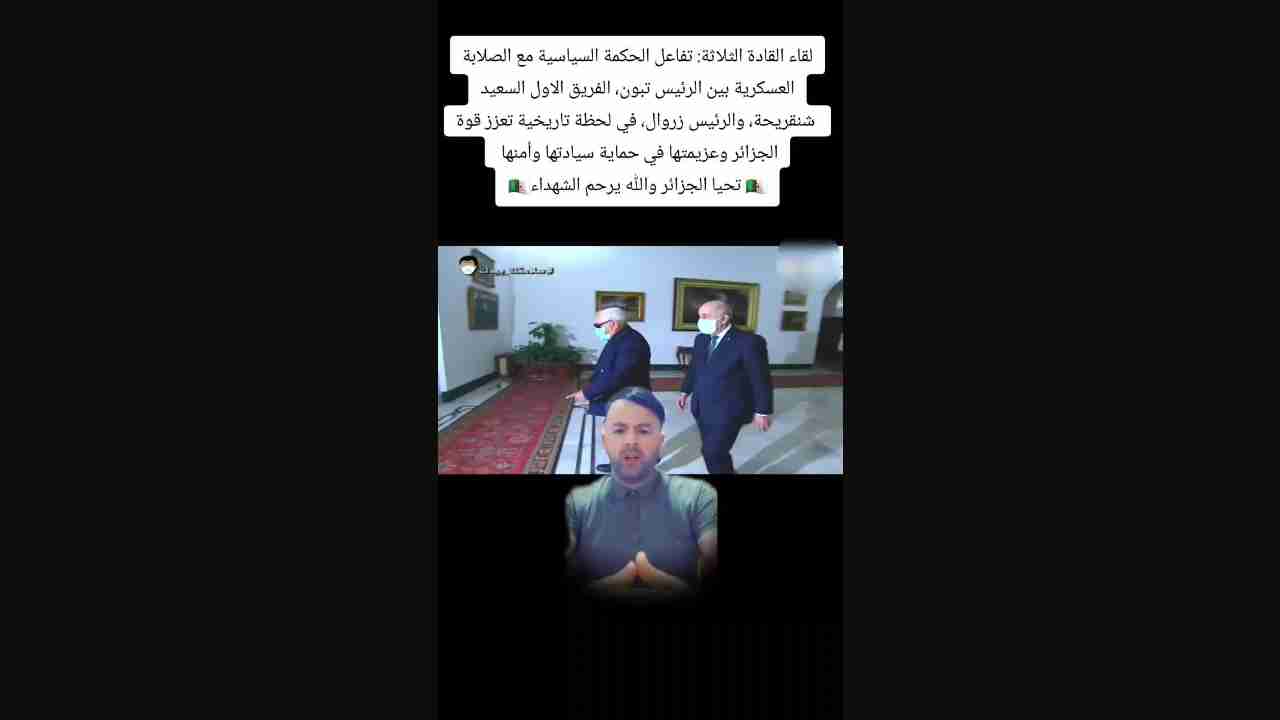 لقاء القادة الثلاثة: تفاعل الحكمة السياسية مع الصلابة
العسكرية بين الرئيس تبون، الفريق الاول السعيد
شنقريحة، والرئيس زروال، في لحظة تاريخية تعزز قوة
الجزائر وعزيمتها في حماية سيادتها وأمنها
🇩🇿 تحيا الجزائر والله يرحم الشهداء 🇩🇿